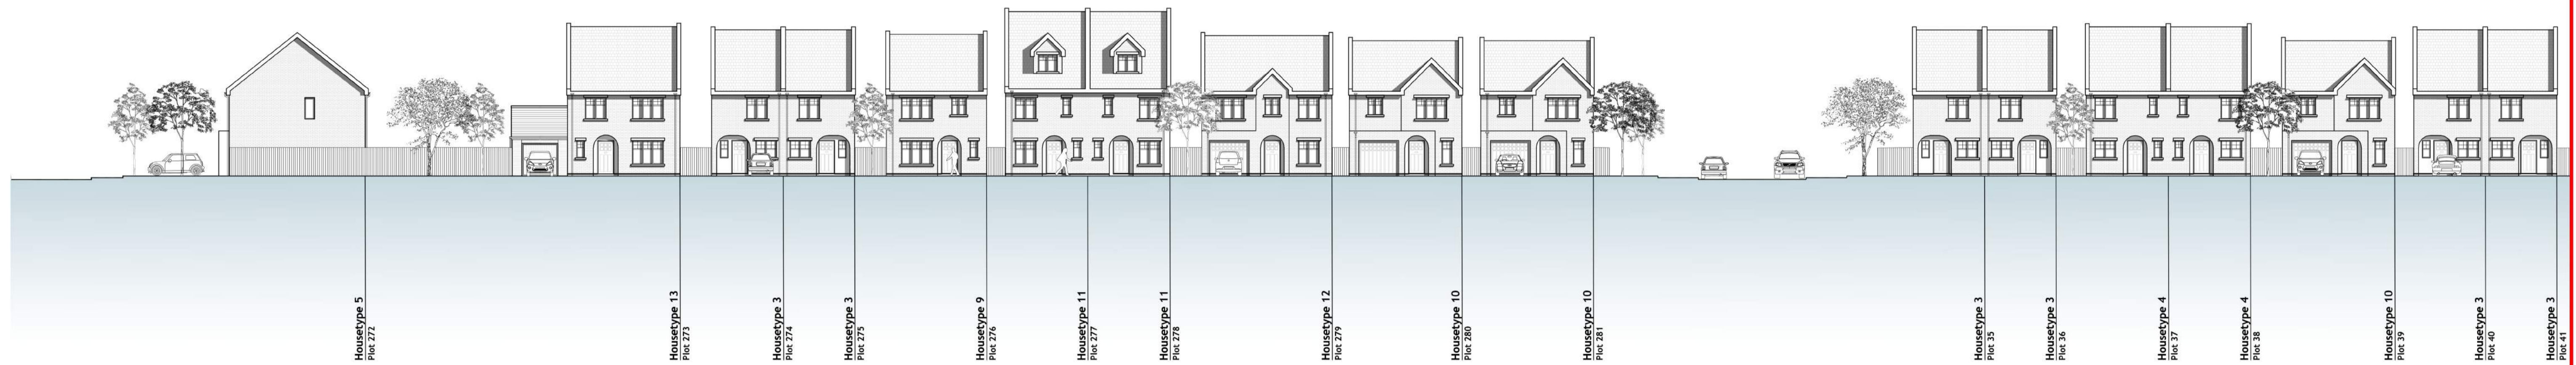 Housetype 5
Plot 272
Housetype 13
Plot 273
Housetype 3
Plot 274
Housetype 3
Plot 275
Housetype 9
Plot 276
Housetype 11
Plot 277
Housetype 11
Plot 278
Housetype 12
Plot 279
Housetype 10
Plot 280
Housetype 10
Plot 281
Housetype 3
Plot 35
Housetype 3
Plot 36
Housetype 4
Plot 37
Housetype 4
Plot 38
Housetype 10
Plot 39
Housetype 3
Plot 40
Housetype 3
Plot 41